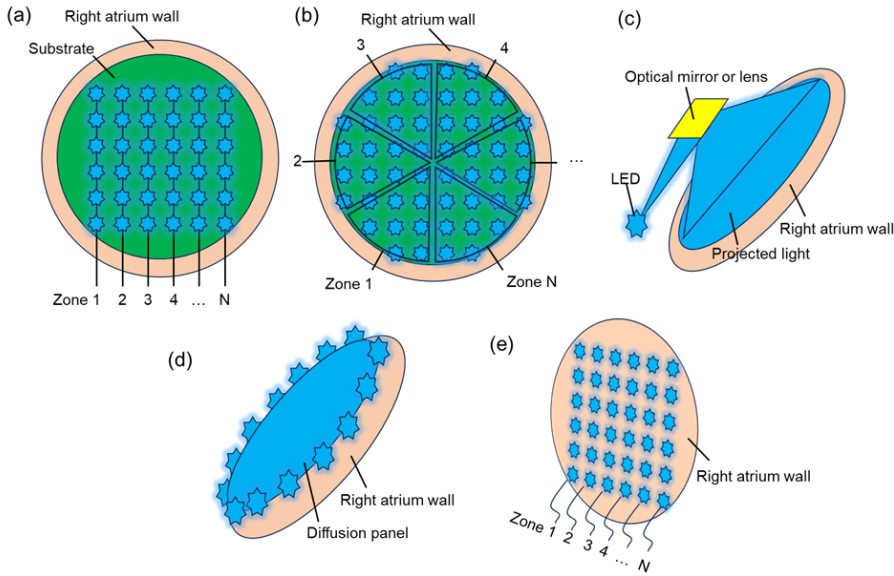 (a)
Right atrium wall
Substrate
Zone 1 2 3 4 ... N
(b)
Right atrium wall
3 4
2 ...
Zone 1 Zone N
(c)
Optical mirror or lens
LED
Right atrium wall
Projected light
(d)
Right atrium wall
Diffusion panel
(e)
Right atrium wall
Zone 1 2 3 4 ... N